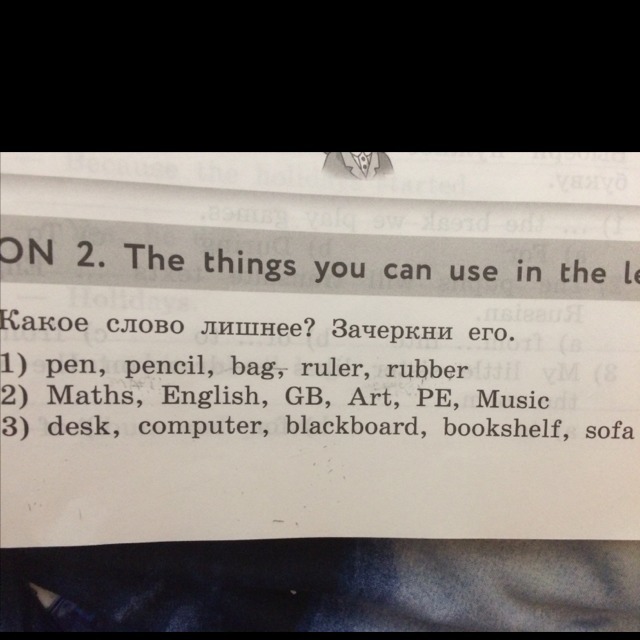 ON 2. The things you can use in the le
Какое слово лишнее? Зачеркни его.
1) pen, pencil, bag, ruler, rubber
2) Maths, English, GB, Art, PE, Music
3) desk, computer, blackboard, bookshelf, sofa